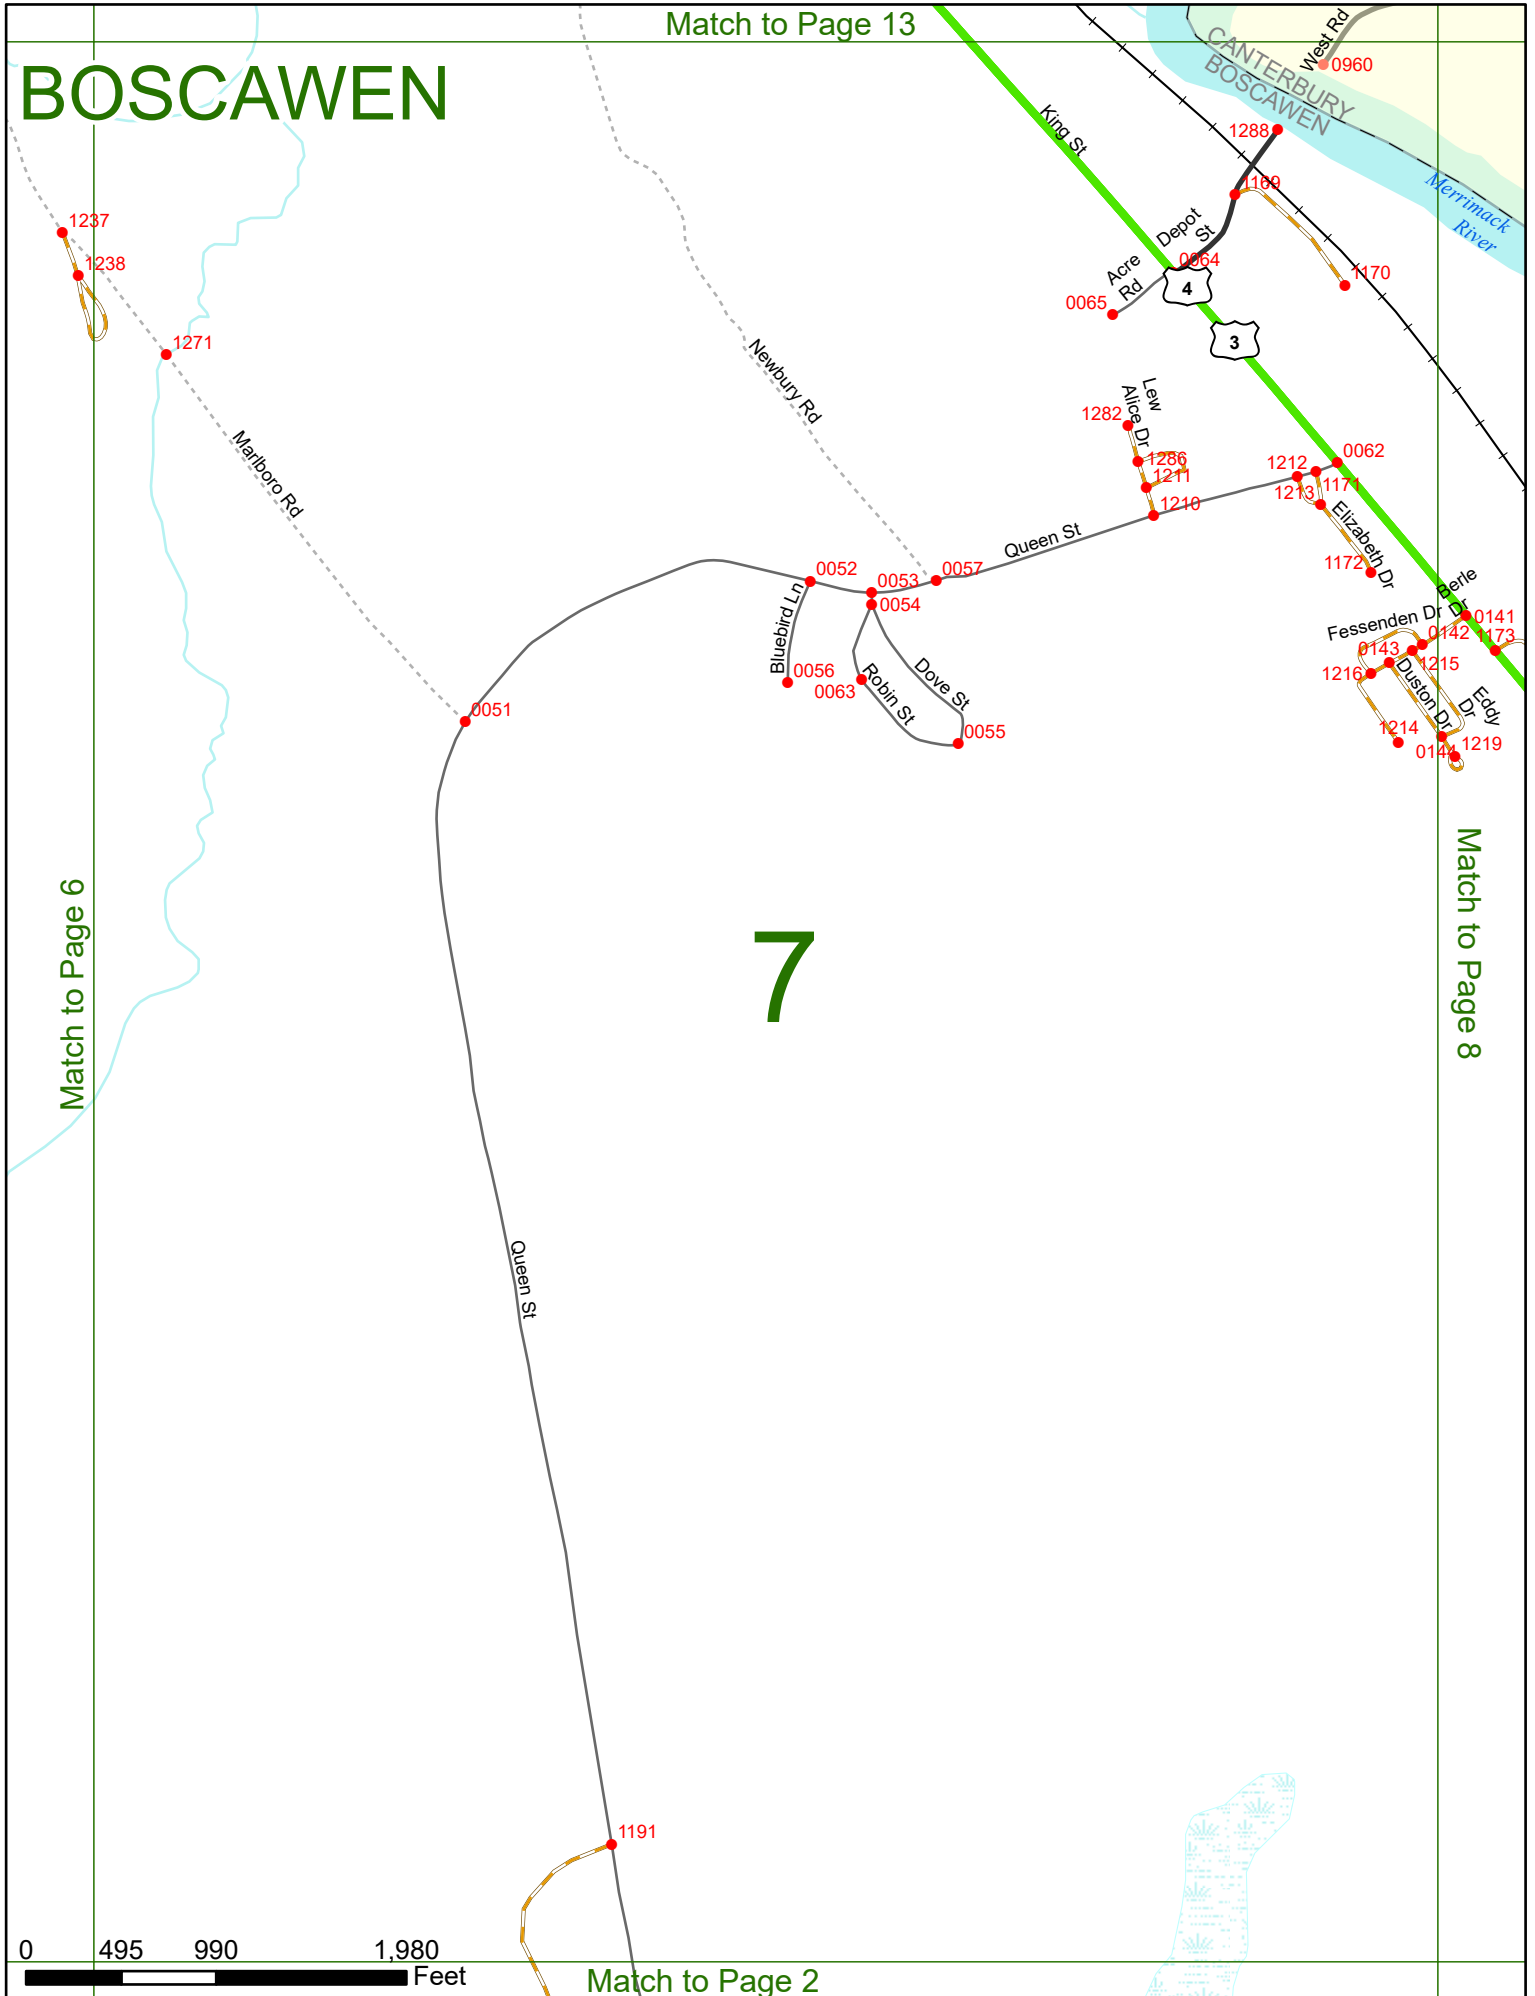 Match to Page 13
BOSCAWEN
West Rd
0960
CANTERBURY
BOSCAWEN
King St
1288
1169
Merrimack
River
1237
Depot
St
1238
Acre
Rd
0064
1170
4
0065
3
1271
Newbury Rd
Lew
Alice Dr
1282
Marlboro Rd
1286
1211
1210
1212
0062
1171
1213
Elizabeth Dr
1172
Queen St
0052
0053
0057
0054
Bluebird Ln
Berle
Dr
Fessenden Dr
0141
0142
1173
0143
1215
1216
Duston Dr
Eddy
Dr
0056
0063
Robin St
Dove St
0051
0055
1214
0144
1219
Match to Page 6
7
Match to Page 8
Queen St
1191
0
495
990
1,980
Feet
Match to Page 2